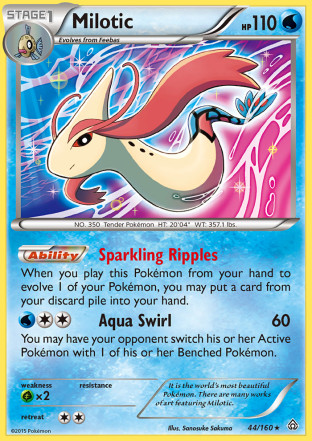 STAGE1 Milotic HP110
Evolves from Feebas
NO. 350 Tender Pokémon HT: 20'04" WT: 357.1 lbs.
Ability Sparkling Ripples
When you play this Pokémon from your hand to
evolve 1 of your Pokémon, you may put a card from
your discard pile into your hand.
Aqua Swirl 60
You may have your opponent switch his or her Active
Pokémon with 1 of his or her Benched Pokémon.
weakness resistance
×2
retreat
It is the world's most beautiful
Pokémon. There are many works
of art featuring Milotic.
©2015 Pokémon
Illus. Sanosuke Sakuma
44/160★